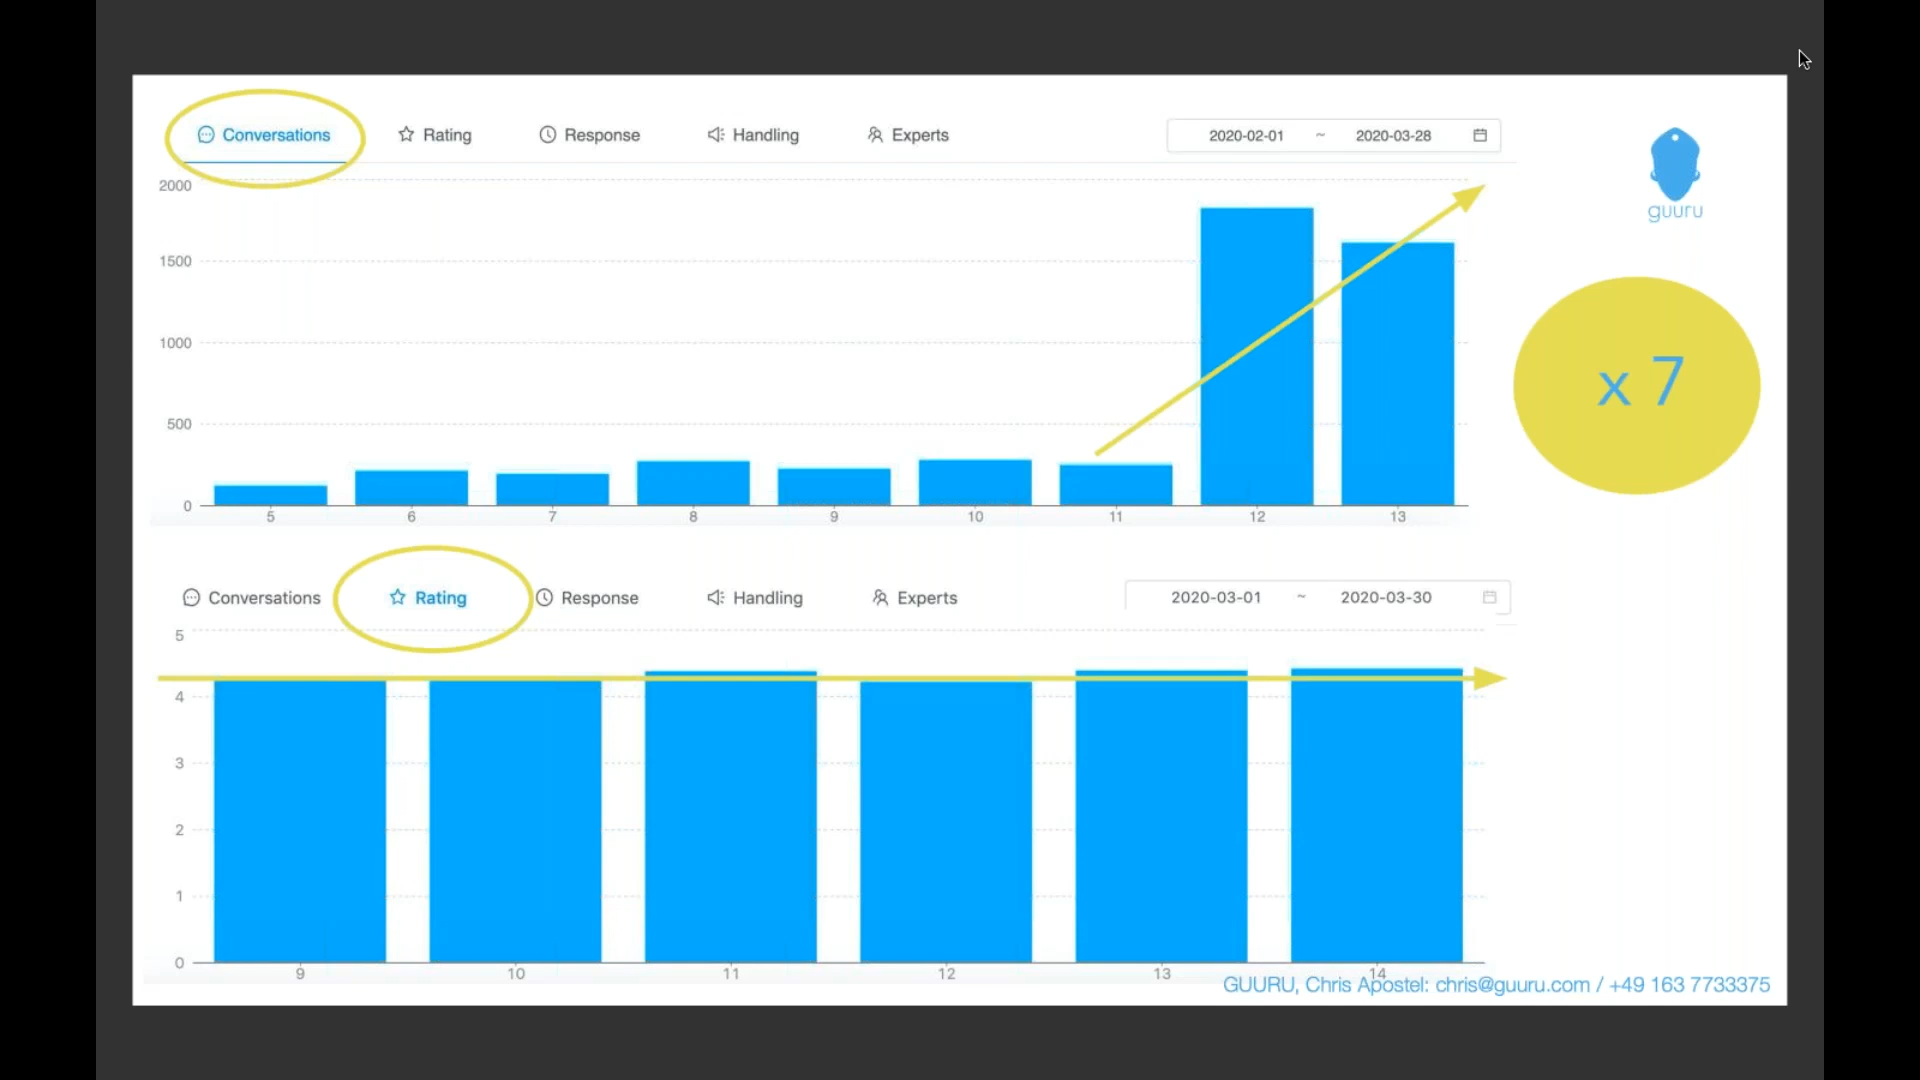 Conversations Rating Response Handling Experts 2020-02-01 ~ 2020-03-28
guuru
2000
1500
1000
500
0
5 6 7 8 9 10 11 12 13
x 7
Conversations Rating Response Handling Experts 2020-03-01 ~ 2020-03-30
5
4
3
2
1
0
9 10 11 12 13 14
GUURU, Chris Apostel: chris@guuru.com / +49 163 7733375